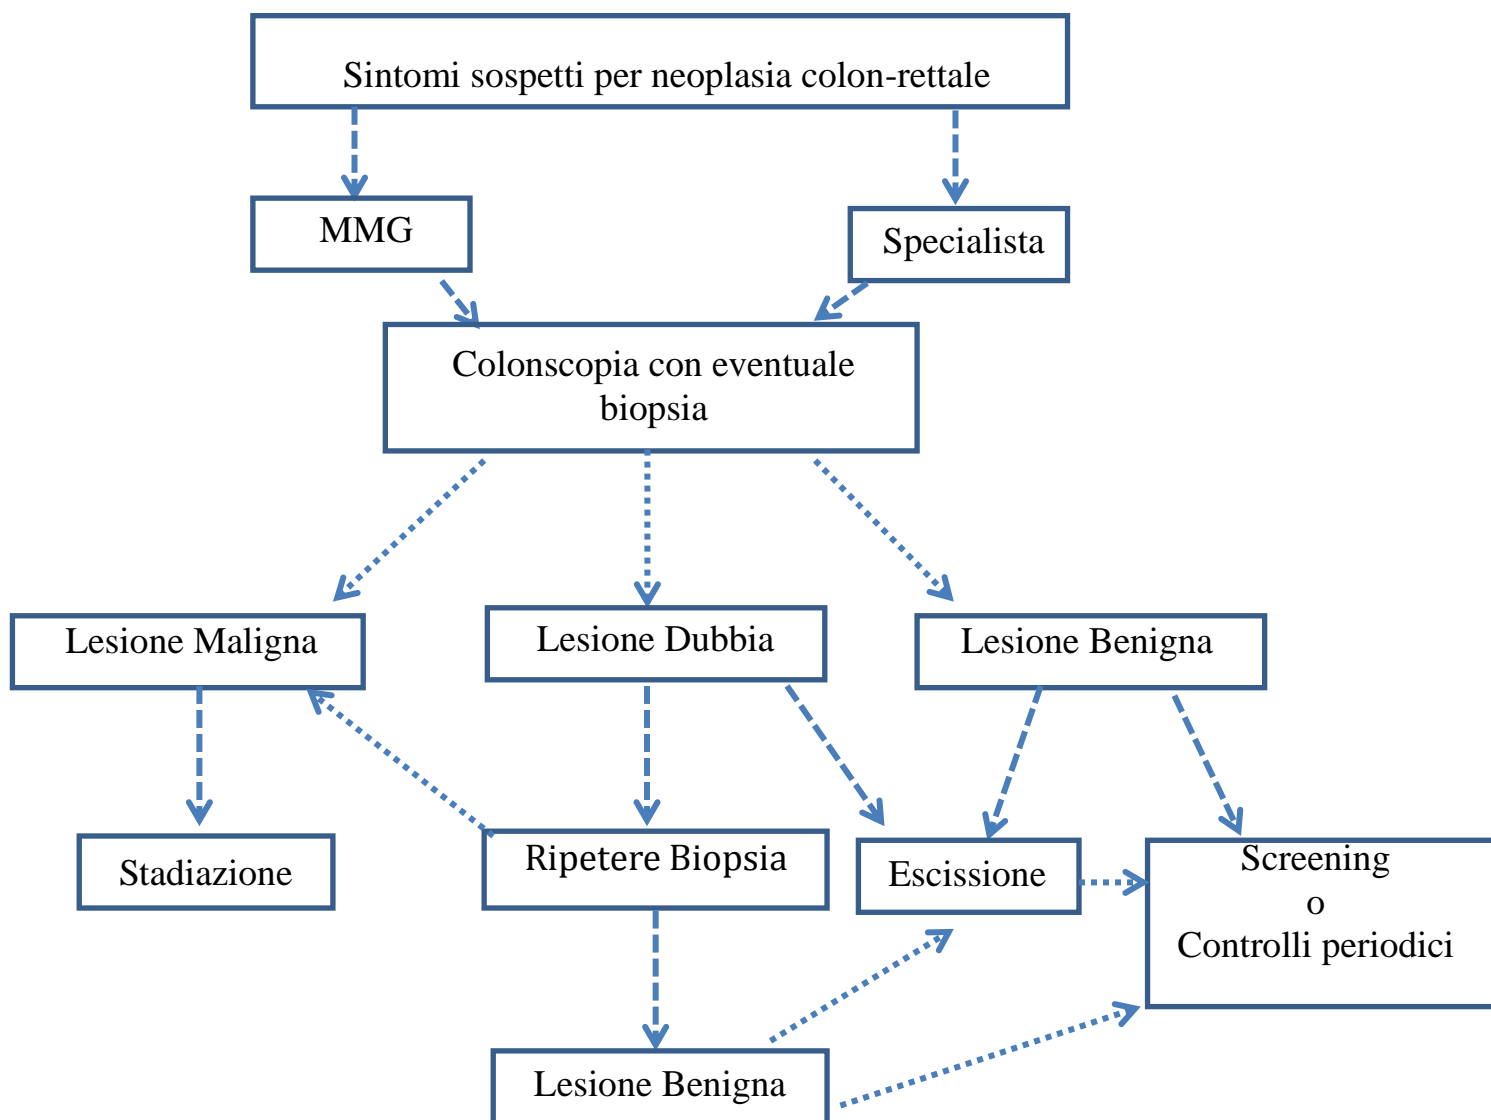 Sintomi sospetti per neoplasia colon-rettale
MMG
Specialista
Colonscopia con eventuale
biopsia
Lesione Maligna
Lesione Dubbia
Lesione Benigna
Stadiazione
Ripetere Biopsia
Escissione
Screening
o
Controlli periodici
Lesione Benigna